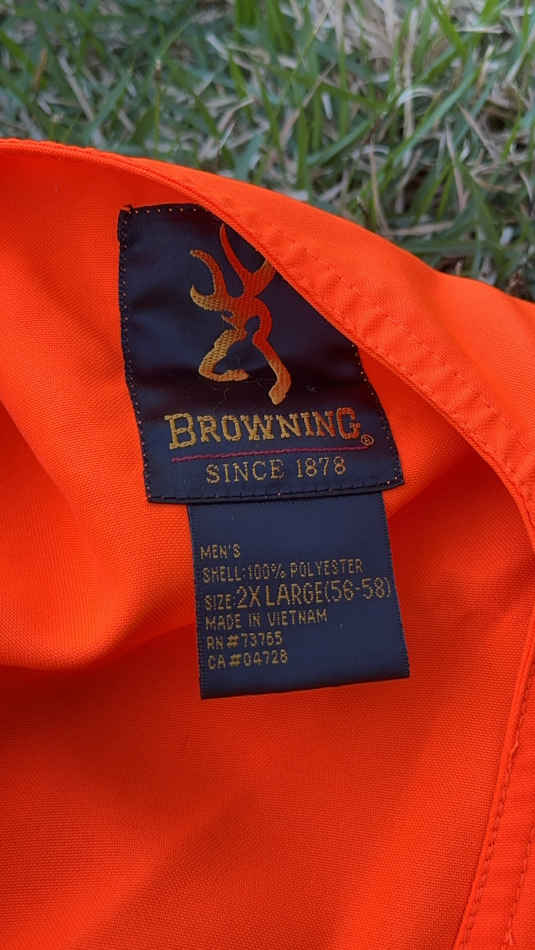 BROWNING®
SINCE 1878
MEN'S
SHELL:100% POLYESTER
SIZE:2X LARGE(56-58)
MADE IN VIETNAM
RN#73765
CA#04728